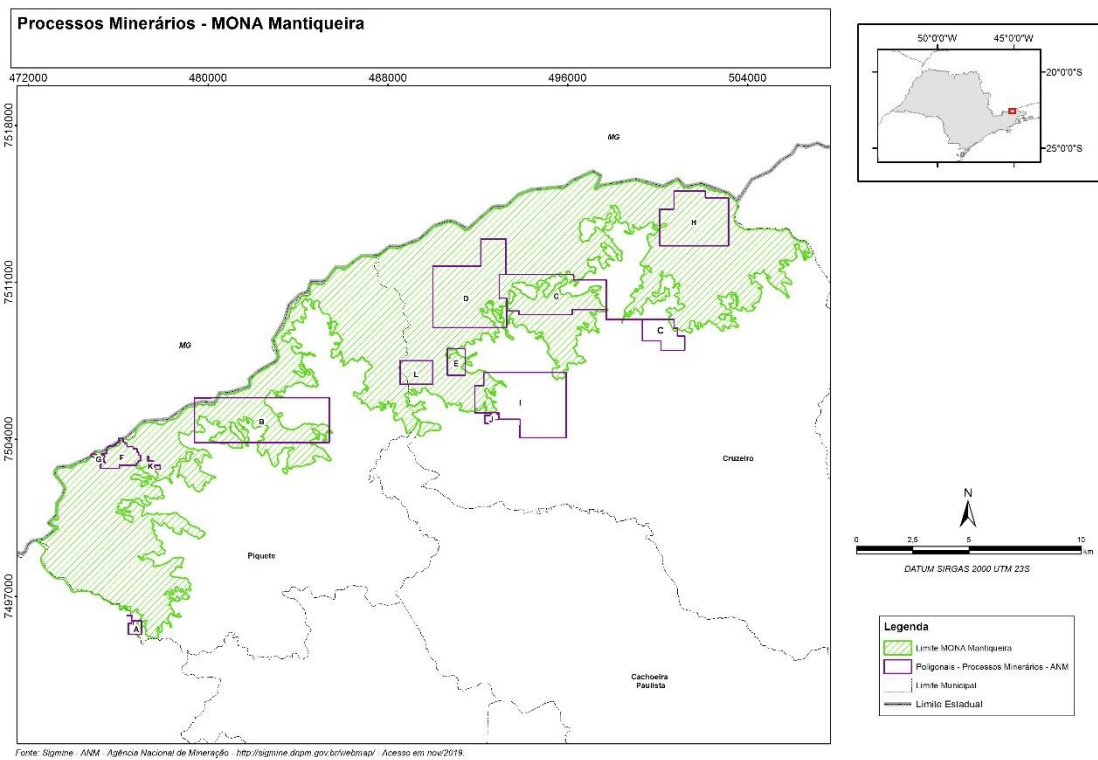 Processos Minerários - MONA Mantiqueira
472000 480000 488000 496000 504000
50°0'0"W 45°0'0"W
20°0'0"S
25°0'0"S
7518000
7511000
7504000
7497000
MG
MG
H
D
C
C
E
L
I
J
B
G
F
K
A
Cruzeiro
Piquete
Cachoeira
Paulista
N
0 2,5 5 10
km
DATUM SIRGAS 2000 UTM 23S
Legenda
Limite MONA Mantiqueira
Poligonais - Processos Minerários - ANM
Limite Municipal
Limite Estadual
Fonte: Sigmine - ANM - Agência Nacional de Mineração - http://sigmine.dnpm.gov.br/webmap/ - Acesso em nov/2019.